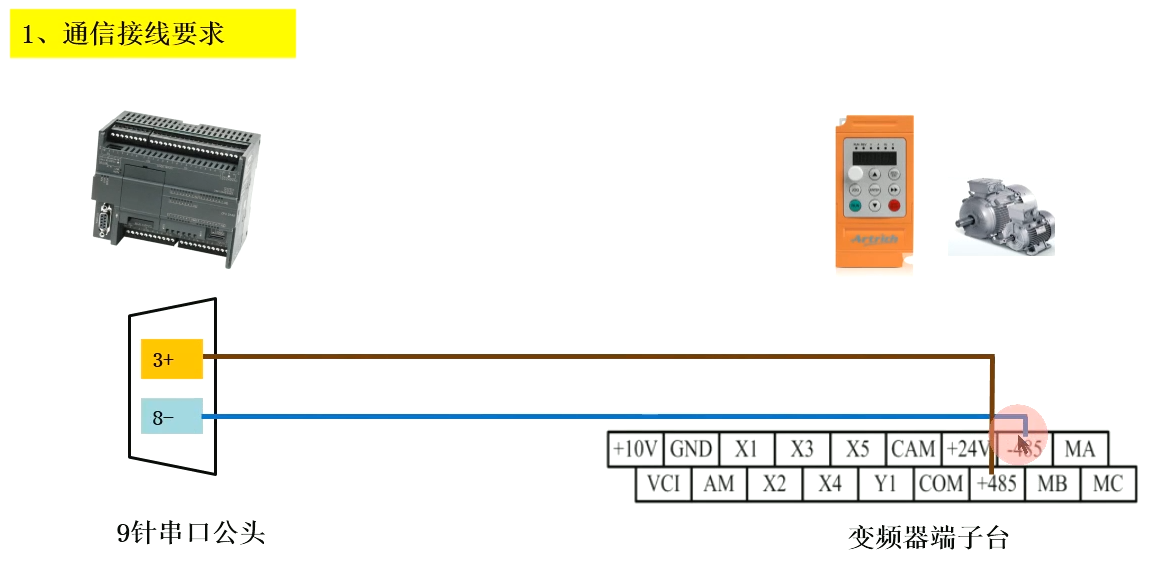 1、通信接线要求
Artrich
3+
8-
+10V GND X1 X3 X5 CAM +24V -485 MA
VCI AM X2 X4 Y1 COM +485 MB MC
9针串口公头
变频器端子台